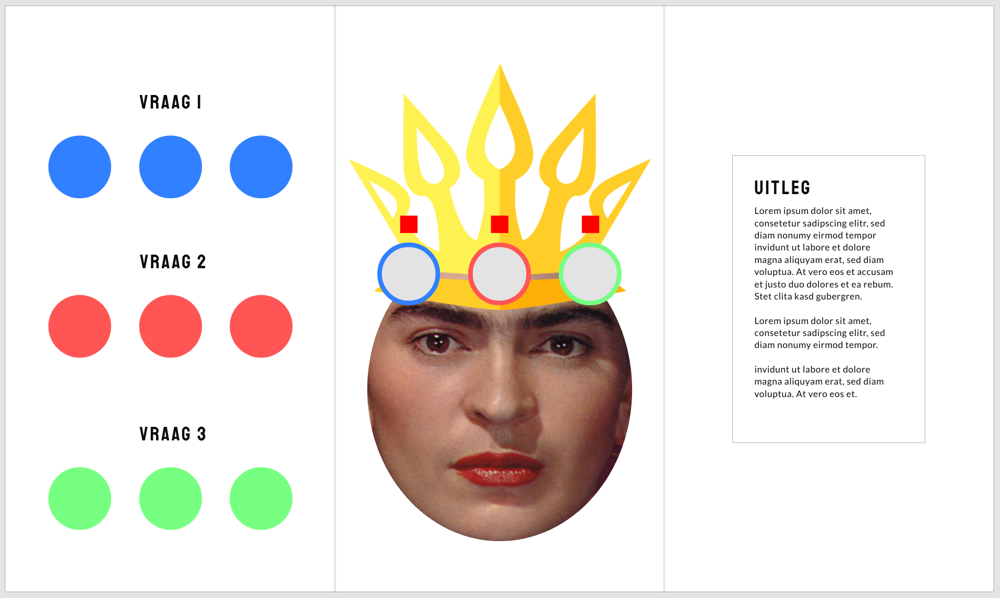 VRAAG 1
VRAAG 2
VRAAG 3
UITLEG
Lorem ipsum dolor sit amet,
consetetur sadipscing elitr, sed
diam nonumy eirmod tempor
invidunt ut labore et dolore
magna aliquyam erat, sed diam
voluptua. At vero eos et accusam
et justo duo dolores et ea rebum.
Stet clita kasd gubergren.
Lorem ipsum dolor sit amet,
consetetur sadipscing elitr, sed
diam nonumy eirmod tempor.
invidunt ut labore et dolore
magna aliquyam erat, sed diam
voluptua. At vero eos et.